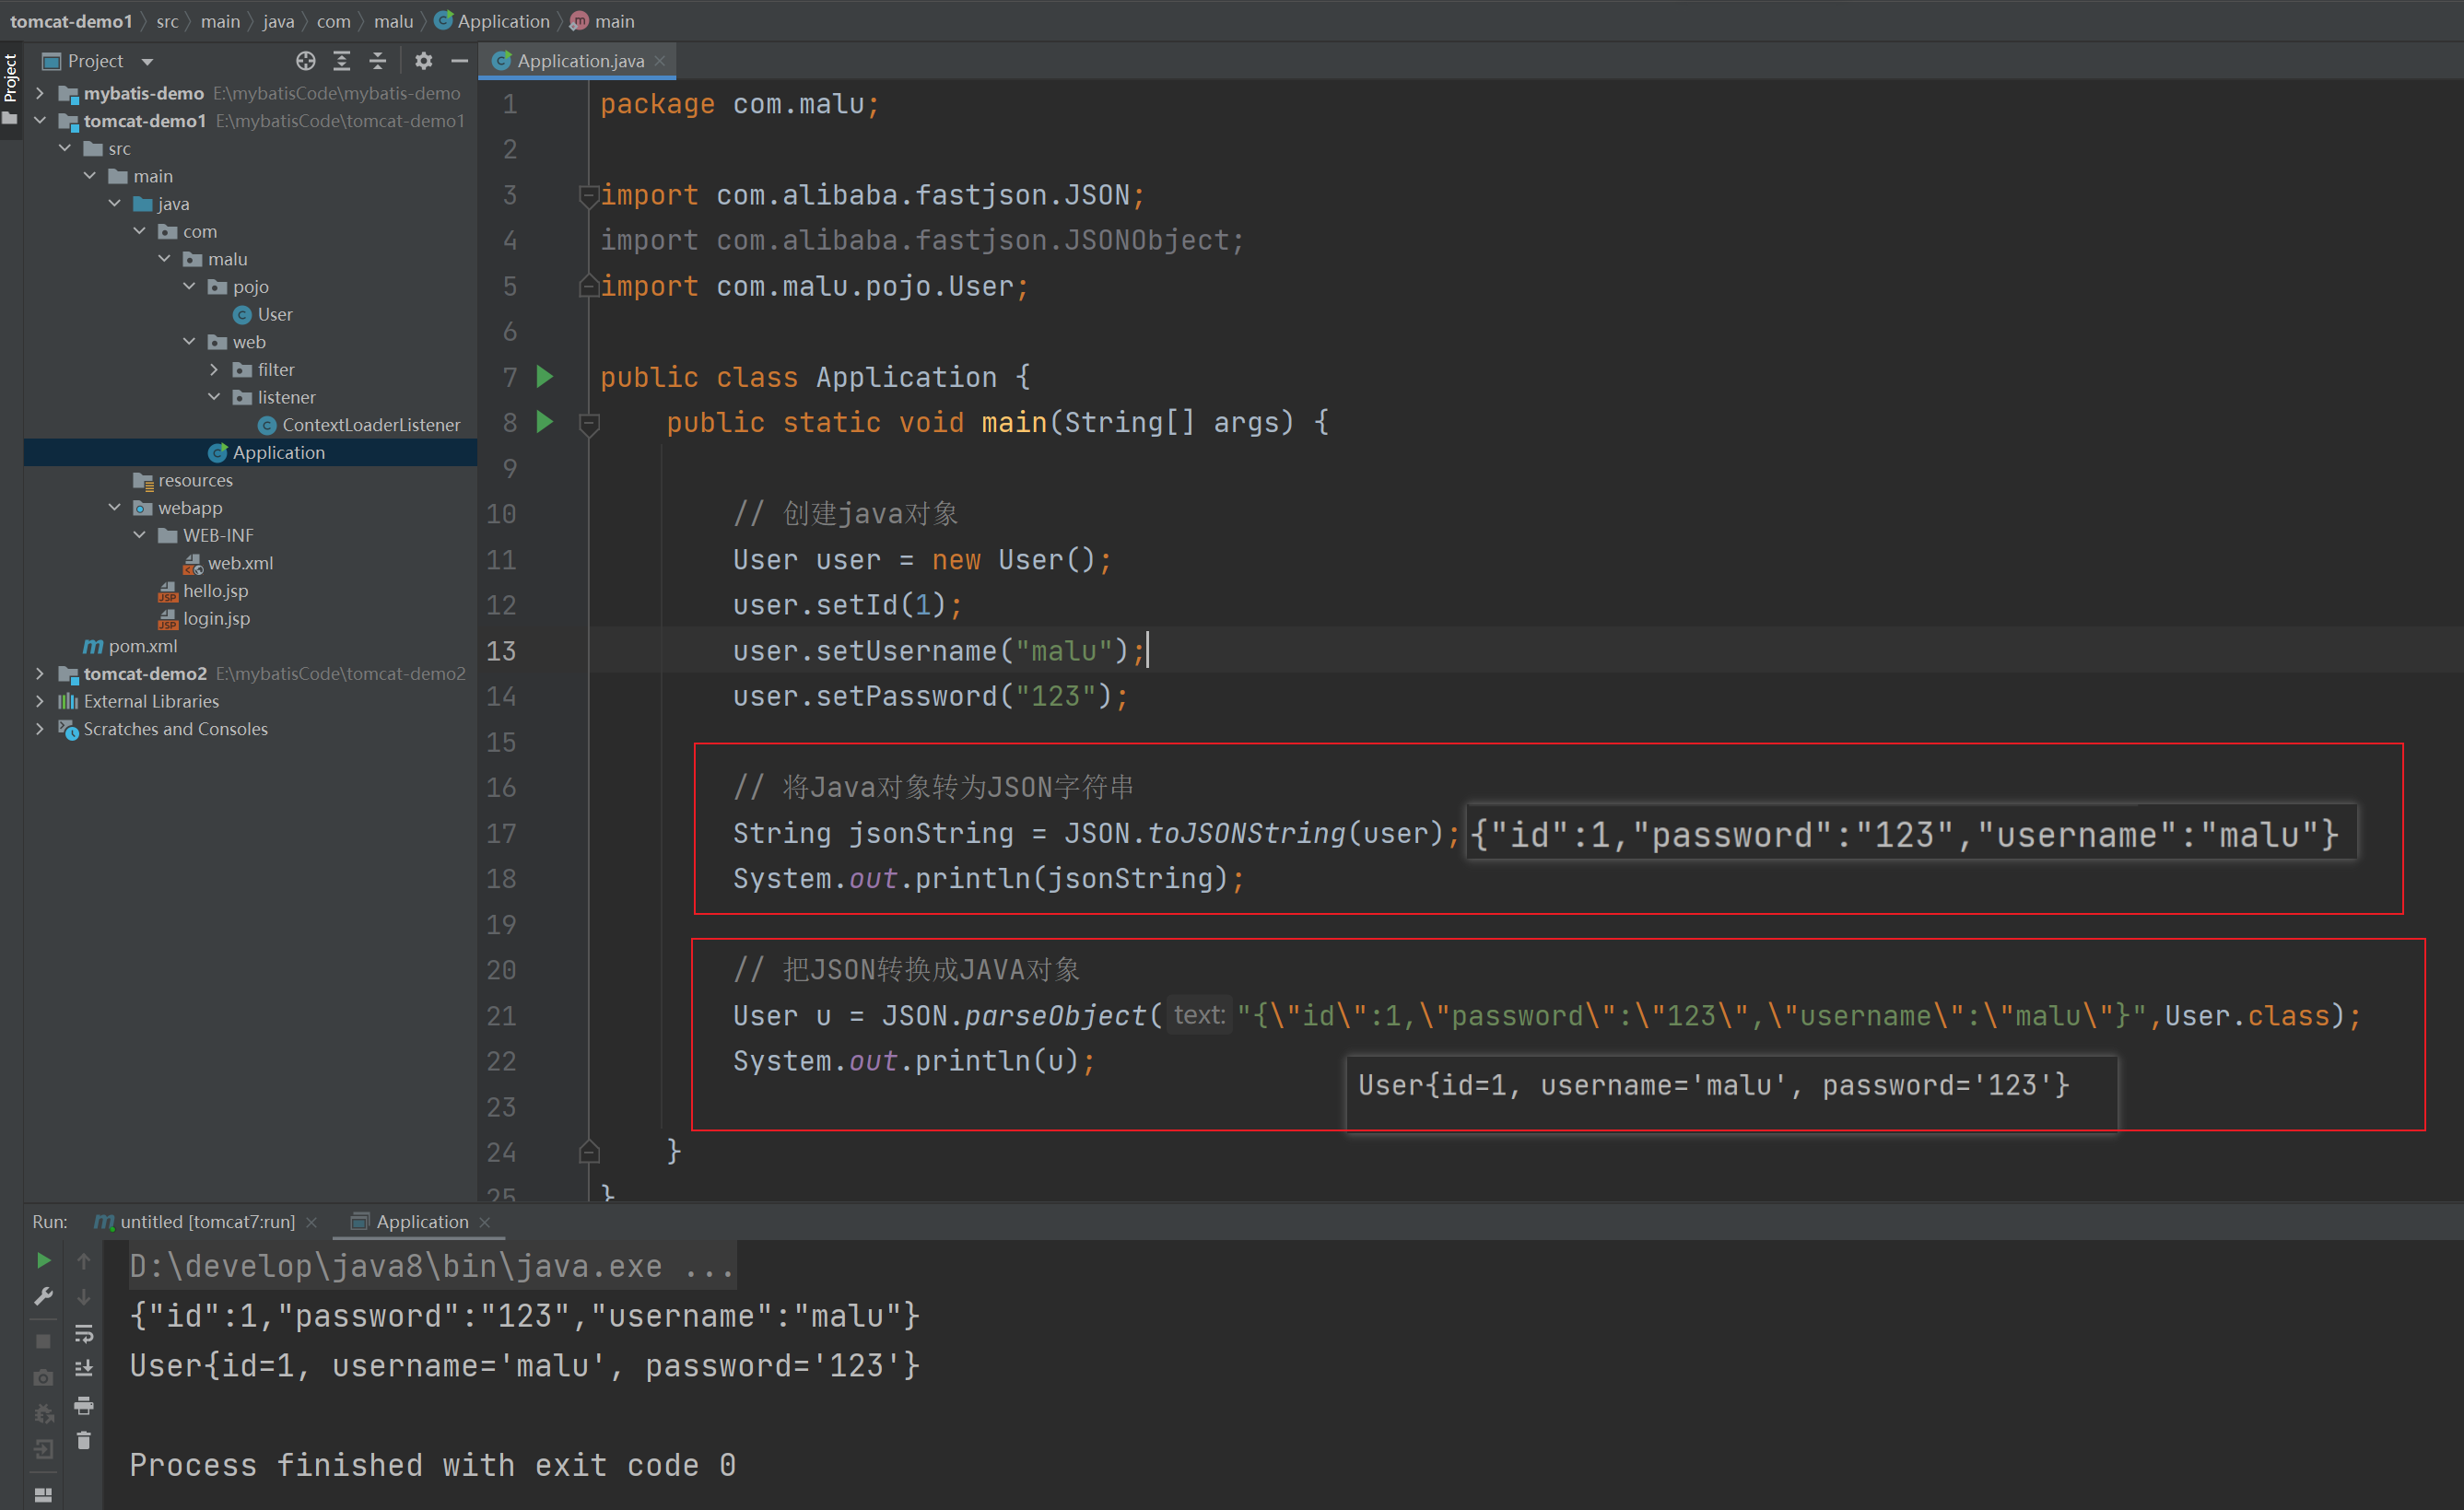 tomcat-demo1 src main java com malu Application main
Project
Project
Application.java
mybatis-demo E:\mybatisCode\mybatis-demo
tomcat-demo1 E:\mybatisCode\tomcat-demo1
src
main
java
com
malu
pojo
User
web
filter
listener
ContextLoaderListener
Application
resources
webapp
WEB-INF
web.xml
hello.jsp
login.jsp
pom.xml
tomcat-demo2 E:\mybatisCode\tomcat-demo2
External Libraries
Scratches and Consoles
1 package com.malu;
2
3 import com.alibaba.fastjson.JSON;
4 import com.alibaba.fastjson.JSONObject;
5 import com.malu.pojo.User;
6
7 public class Application {
8 public static void main(String[] args) {
9
10 // 创建java对象
11 User user = new User();
12 user.setId(1);
13 user.setUsername("malu");
14 user.setPassword("123");
15
16 // 将Java对象转为JSON字符串
17 String jsonString = JSON.toJSONString(user); {"id":1,"password":"123","username":"malu"}
18 System.out.println(jsonString);
19
20 // 把JSON转换成JAVA对象
21 User u = JSON.parseObject( text: "{\"id\":1,\"password\":\"123\",\"username\":\"malu\"}",User.class);
22 System.out.println(u);
User{id=1, username='malu', password='123'}
23
24 }
25 }
Run: untitled [tomcat7:run] Application
D:\develop\java8\bin\java.exe ...
{"id":1,"password":"123","username":"malu"}
User{id=1, username='malu', password='123'}
Process finished with exit code 0